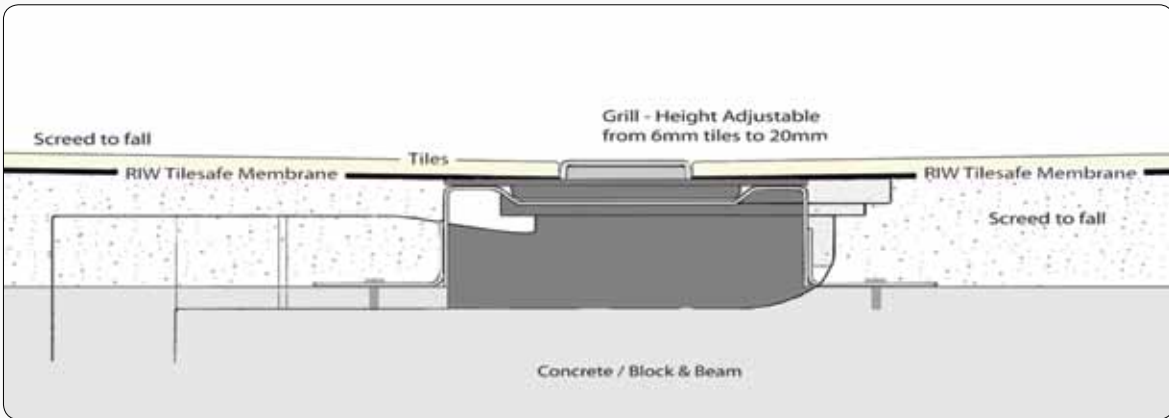 Grill - Height Adjustable
from 6mm tiles to 20mm
Screed to fall
Tiles
RIW Tilesafe Membrane
RIW Tilesafe Membrane
Screed to fall
Concrete / Block & Beam